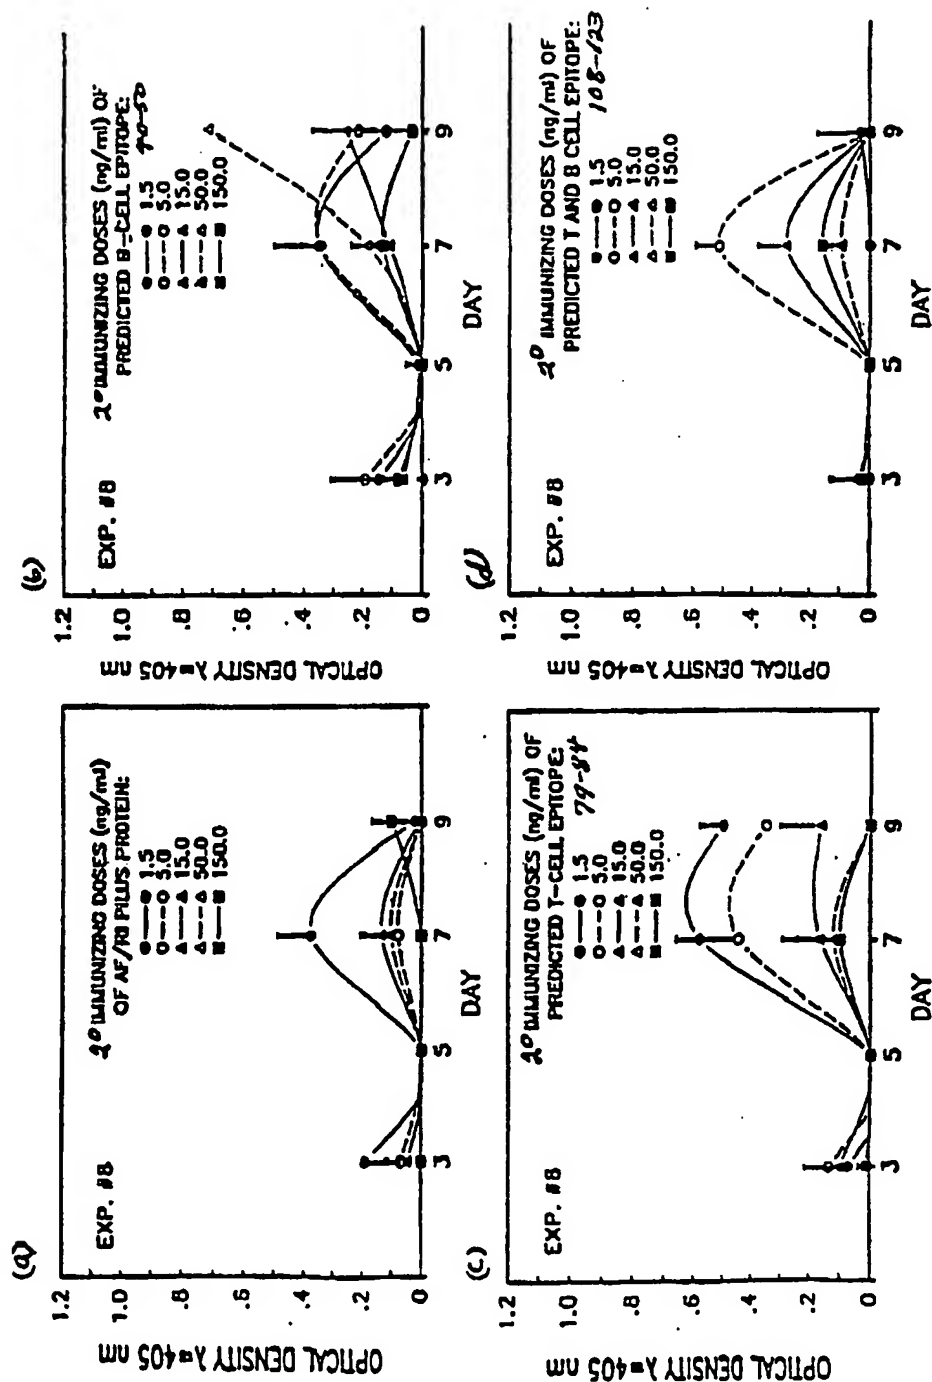 (a)
EXP. #8
2° IMMUNIZING DOSES (ng/ml)
OF AF/RI PILUS PROTEIN:
1.5
5.0
15.0
50.0
150.0
OPTICAL DENSITY λ=405 nm
1.2
1.0
.8
.6
.4
.2
0
3
5
7
9
DAY
(b)
EXP. #8
2° IMMUNIZING DOSES (ng/ml) OF
PREDICTED B-CELL EPITOPE:
40-50
1.5
5.0
15.0
50.0
150.0
OPTICAL DENSITY λ=405 nm
1.2
1.0
.8
.6
.4
.2
0
3
5
7
9
DAY
(c)
EXP. #8
2° IMMUNIZING DOSES (ng/ml) OF
PREDICTED T-CELL EPITOPE:
79-84
1.5
5.0
15.0
50.0
150.0
OPTICAL DENSITY λ=405 nm
1.2
1.0
.8
.6
.4
.2
0
3
5
7
9
DAY
(d)
EXP. #8
2° IMMUNIZING DOSES (ng/ml) OF
PREDICTED T AND B CELL EPITOPE:
108-123
1.5
5.0
15.0
50.0
150.0
OPTICAL DENSITY λ=405 nm
1.2
1.0
.8
.6
.4
.2
0
3
5
7
9
DAY